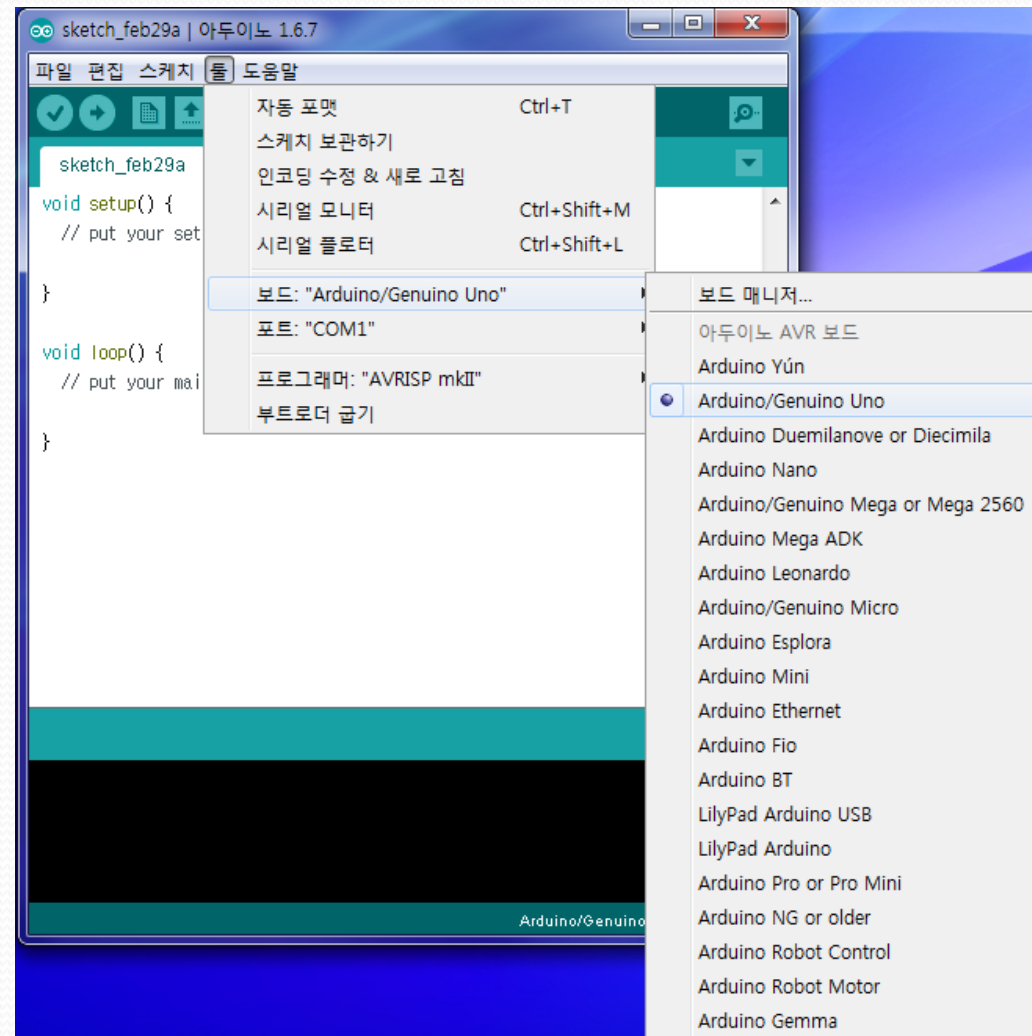 sketch_feb29a | 아두이노 1.6.7
파일 편집 스케치 툴 도움말
sketch_feb29a
void setup() {
// put your set
}
void loop() {
// put your mai
}
자동 포맷 Ctrl+T
스케치 보관하기
인코딩 수정 & 새로 고침
시리얼 모니터 Ctrl+Shift+M
시리얼 플로터 Ctrl+Shift+L
보드: "Arduino/Genuino Uno"
포트: "COM1"
프로그래머: "AVRISP mkII"
부트로더 굽기
보드 매니저...
아두이노 AVR 보드
Arduino Yún
Arduino/Genuino Uno
Arduino Duemilanove or Diecimila
Arduino Nano
Arduino/Genuino Mega or Mega 2560
Arduino Mega ADK
Arduino Leonardo
Arduino/Genuino Micro
Arduino Esplora
Arduino Mini
Arduino Ethernet
Arduino Fio
Arduino BT
LilyPad Arduino USB
LilyPad Arduino
Arduino Pro or Pro Mini
Arduino NG or older
Arduino Robot Control
Arduino Robot Motor
Arduino Gemma
Arduino/Genuino